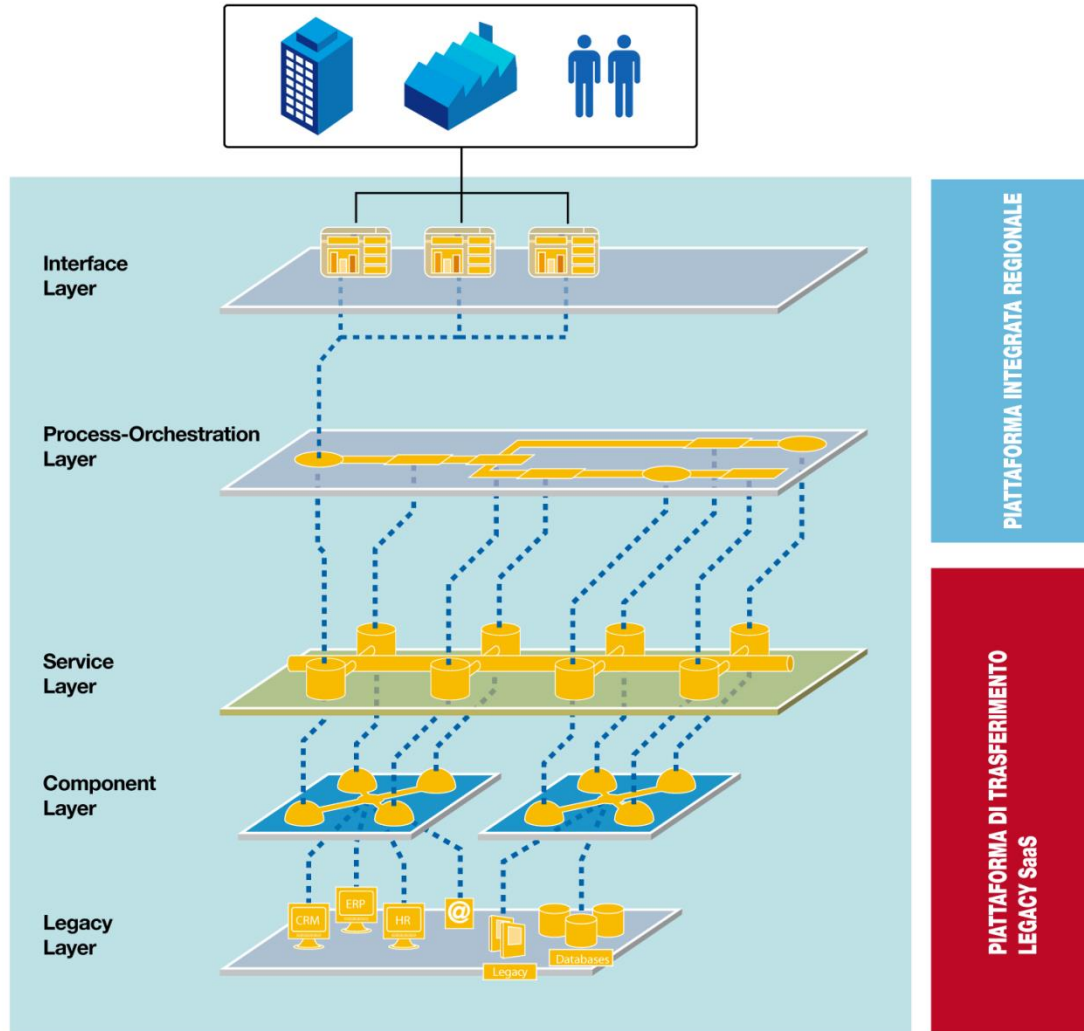 Interface
Layer
Process-Orchestration
Layer
Service
Layer
Component
Layer
Legacy
Layer
CRM
ERP
HR
@
Legacy
Databases
PIATTAFORMA INTEGRATA REGIONALE
PIATTAFORMA DI TRASFERIMENTO
LEGACY SaaS